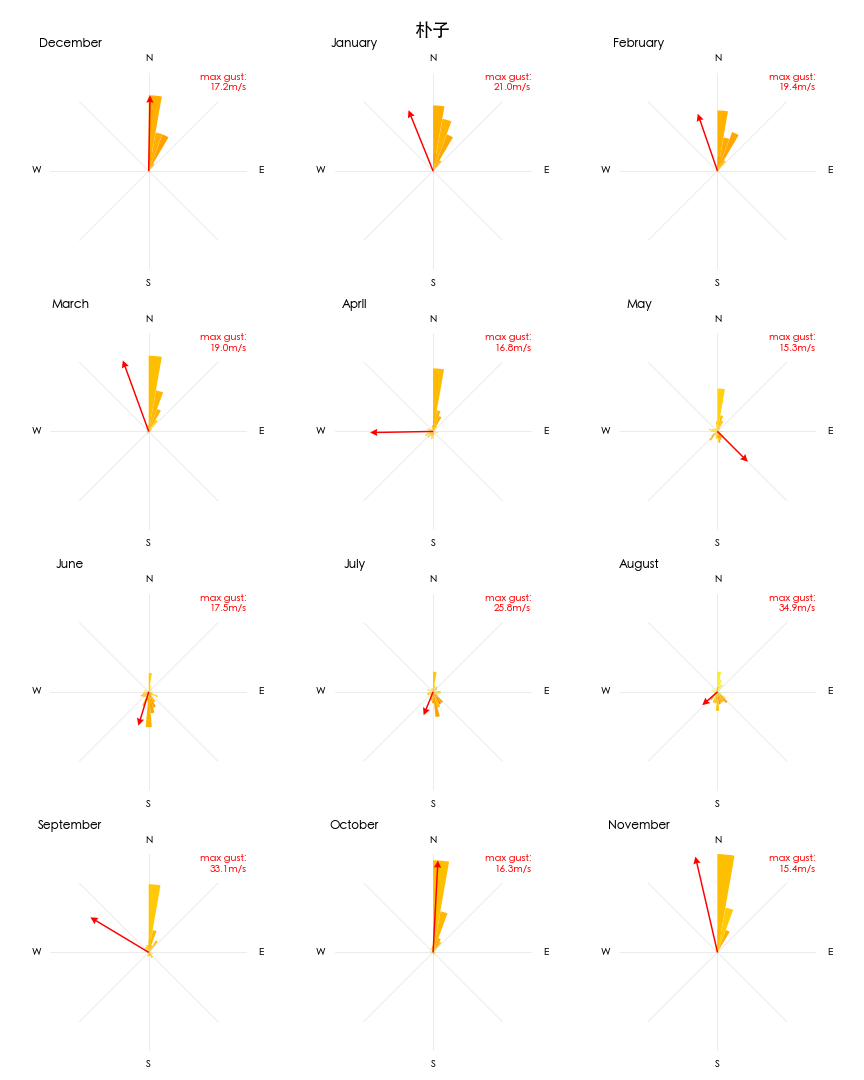 朴子
December
N
max gust:
17.2m/s
W
E
S
January
N
max gust:
21.0m/s
W
E
S
February
N
max gust:
19.4m/s
W
E
S
March
N
max gust:
19.0m/s
W
E
S
April
N
max gust:
16.8m/s
W
E
S
May
N
max gust:
15.3m/s
W
E
S
June
N
max gust:
17.5m/s
W
E
S
July
N
max gust:
25.8m/s
W
E
S
August
N
max gust:
34.9m/s
W
E
S
September
N
max gust:
33.1m/s
W
E
S
October
N
max gust:
16.3m/s
W
E
S
November
N
max gust:
15.4m/s
W
E
S